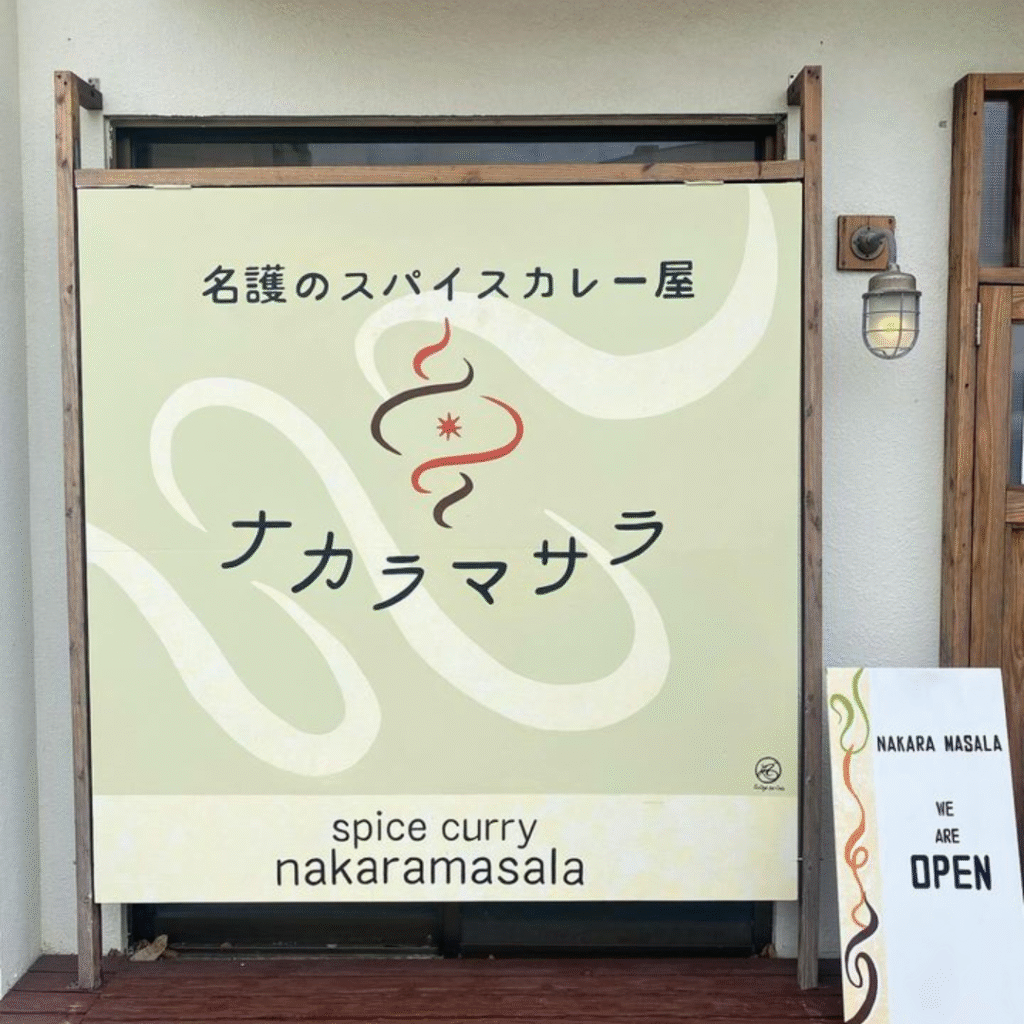 名護のスパイスカレー屋
ナカラマサラ
spice curry
nakaramasala
NAKARA MASALA
WE
ARE
OPEN